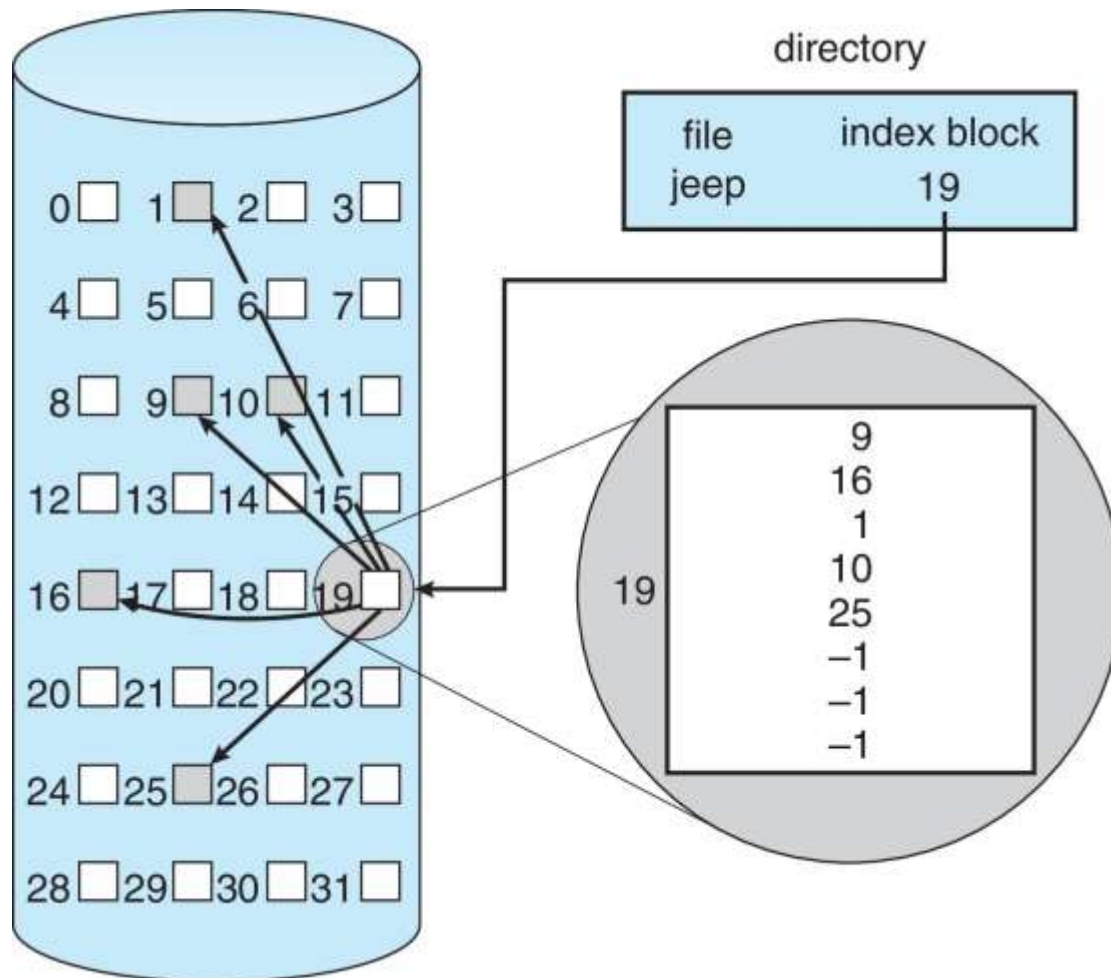 directory
file index block
jeep 19
0 1 2 3
4 5 6 7
8 9 10 11
12 13 14 15
16 17 18 19
20 21 22 23
24 25 26 27
28 29 30 31
19
9
16
1
10
25
–1
–1
–1